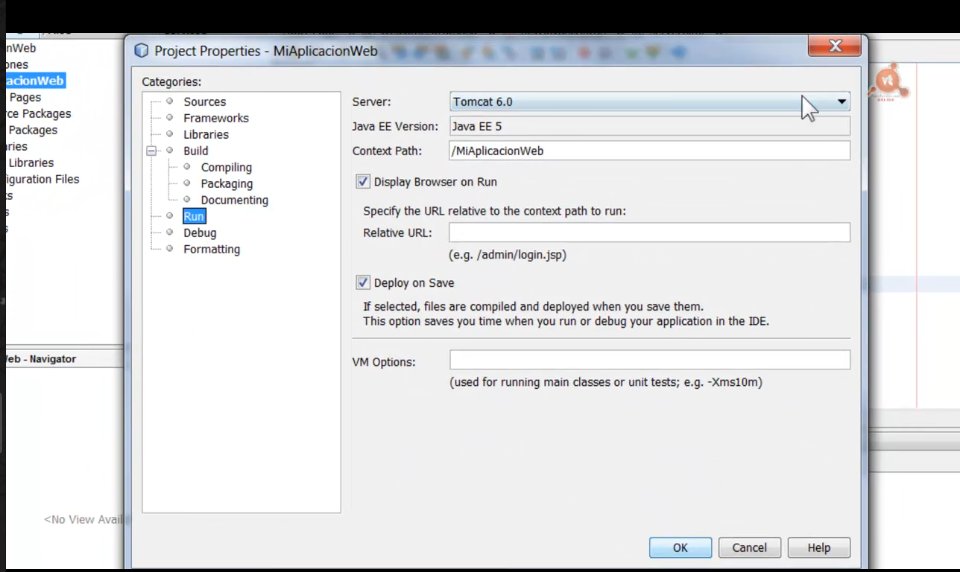 Project Properties - MiAplicacionWeb
Categories:
Sources
Frameworks
Libraries
Build
Compiling
Packaging
Documenting
Run
Debug
Formatting
Server: Tomcat 6.0
Java EE Version: Java EE 5
Context Path: /MiAplicacionWeb
Display Browser on Run
Specify the URL relative to the context path to run:
Relative URL:
(e.g. /admin/login.jsp)
Deploy on Save
If selected, files are compiled and deployed when you save them.
This option saves you time when you run or debug your application in the IDE.
VM Options:
(used for running main classes or unit tests; e.g. -Xms10m)
OK Cancel Help
onWeb
ones
acionWeb
Pages
rce Packages
Packages
ries
Libraries
iguration Files
eb - Navigator
<No View Avail